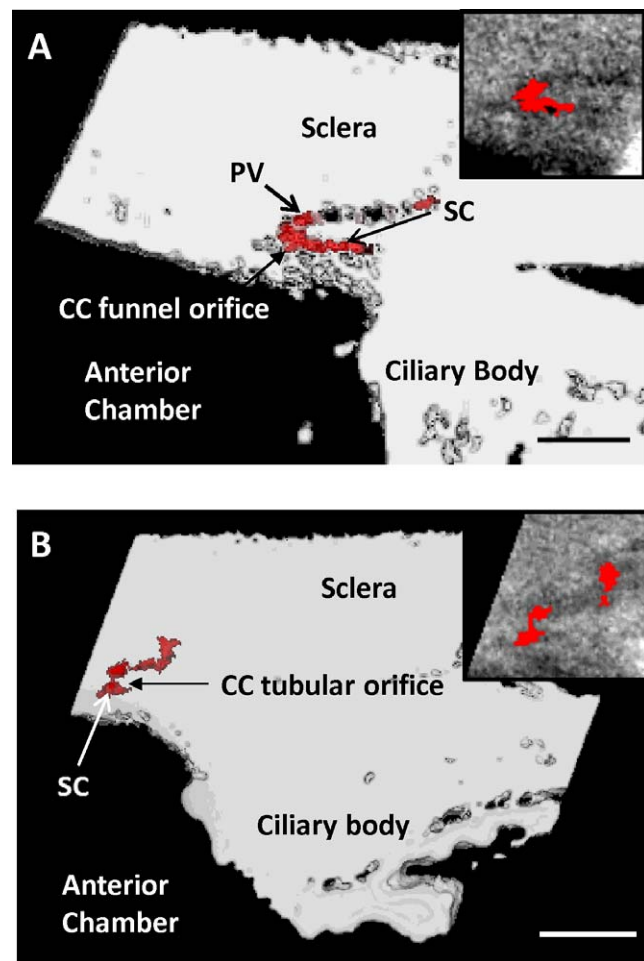 A
Sclera
PV
SC
CC funnel orifice
Anterior
Chamber
Ciliary Body
B
Sclera
CC tubular orifice
SC
Ciliary body
Anterior
Chamber